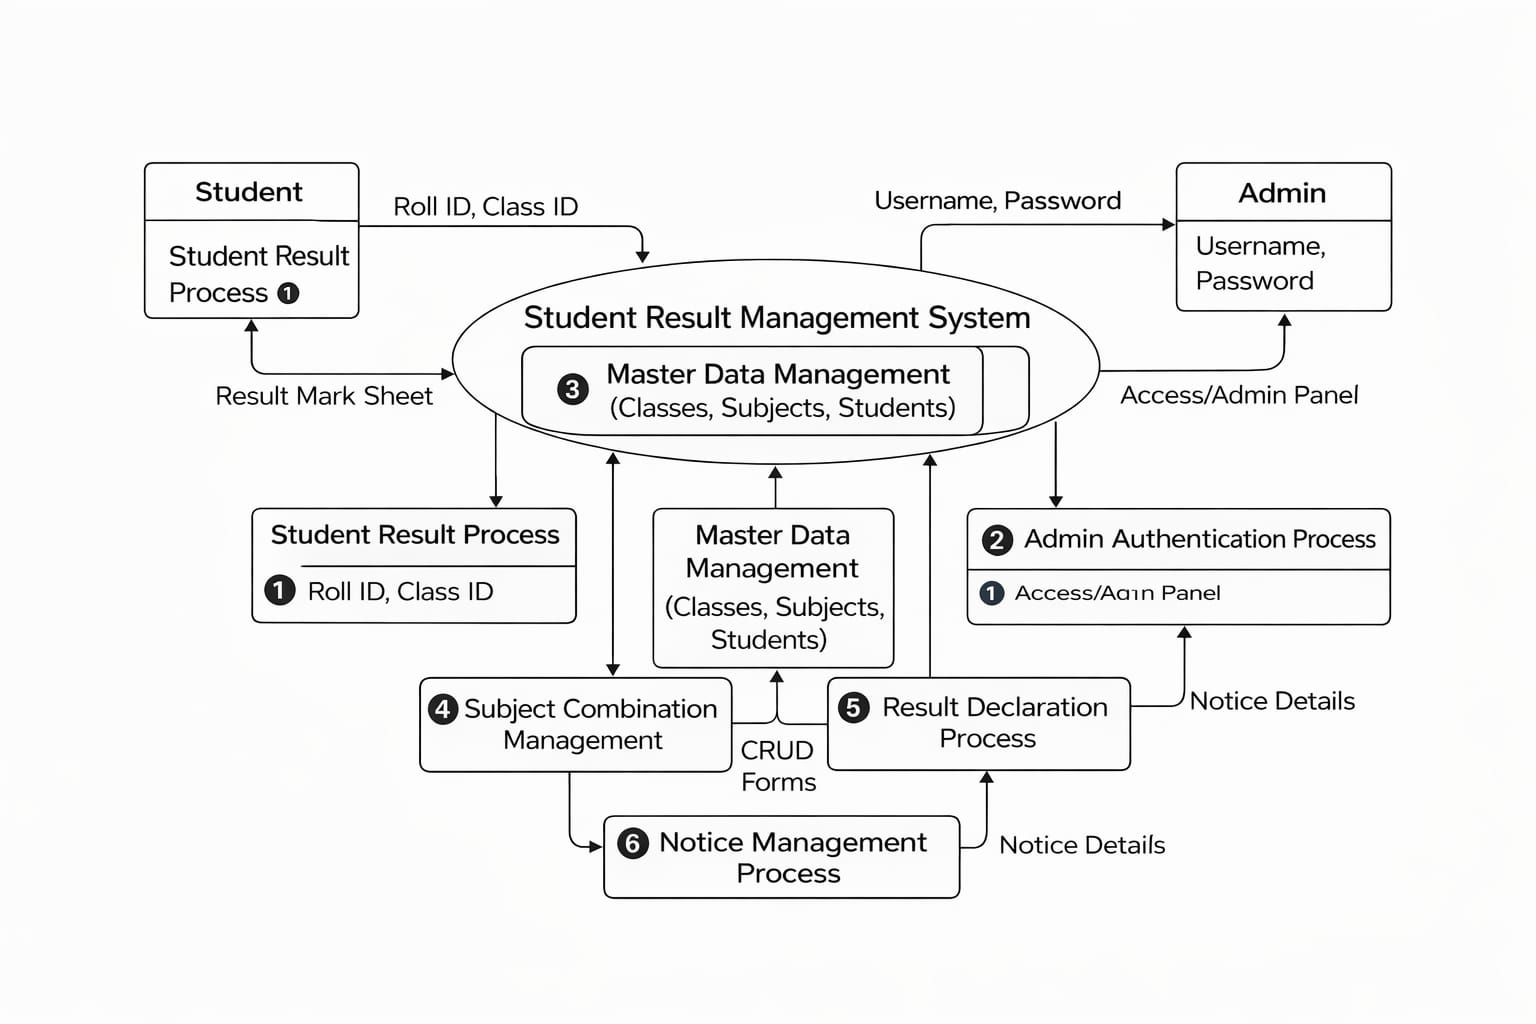 Student
Student Result
Process 1
Roll ID, Class ID
Username, Password
Admin
Username,
Password
Student Result Management System
3 Master Data Management
(Classes, Subjects, Students)
Result Mark Sheet
Access/Admin Panel
Student Result Process
1 Roll ID, Class ID
Master Data
Management
(Classes, Subjects,
Students)
2 Admin Authentication Process
1 Access/ Panel
4 Subject Combination
Management
CRUD
Forms
5 Result Declaration
Process
Notice Details
6 Notice Management
Process
Notice Details